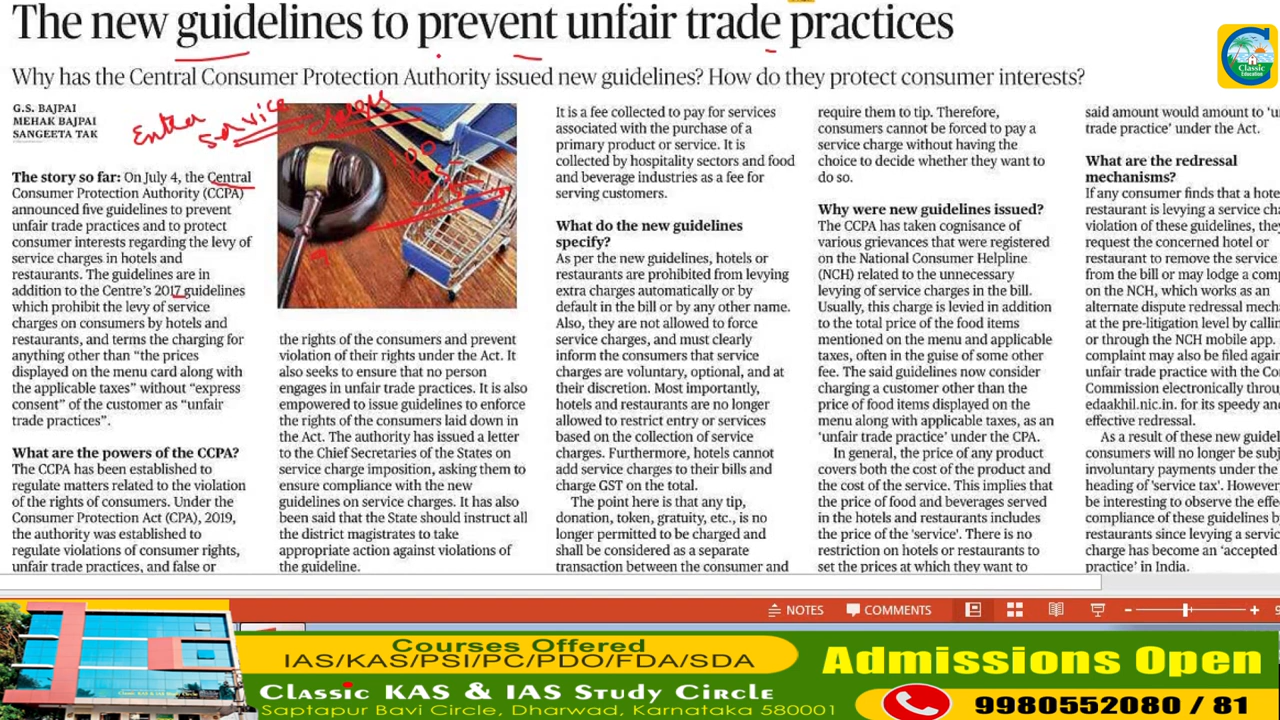 The new guidelines to prevent unfair trade practices
Why has the Central Consumer Protection Authority issued new guidelines? How do they protect consumer interests?
G.S. BAJPAI
MEHAK BAJPAI
SANGEETA TAK
Extra
service
charges
100
The story so far: On July 4, the Central
Consumer Protection Authority (CCPA)
announced five guidelines to prevent
unfair trade practices and to protect
consumer interests regarding the levy of
service charges in hotels and
restaurants. The guidelines are in
addition to the Centre's 2017 guidelines
which prohibit the levy of service
charges on consumers by hotels and
restaurants, and terms the charging for
anything other than "the prices
displayed on the menu card along with
the applicable taxes" without "express
consent" of the customer as "unfair
trade practices".
What are the powers of the CCPA?
The CCPA has been established to
regulate matters related to the violation
of the rights of consumers. Under the
Consumer Protection Act (CPA), 2019,
the authority was established to
regulate violations of consumer rights,
unfair trade practices, and false or
the rights of the consumers and prevent
violation of their rights under the Act. It
also seeks to ensure that no person
engages in unfair trade practices. It is also
empowered to issue guidelines to enforce
the rights of the consumers laid down in
the Act. The authority has issued a letter
to the Chief Secretaries of the States on
service charge imposition, asking them to
ensure compliance with the new
guidelines on service charges. It has also
been said that the State should instruct all
the district magistrates to take
appropriate action against violations of
the guideline.
It is a fee collected to pay for services
associated with the purchase of a
primary product or service. It is
collected by hospitality sectors and food
and beverage industries as a fee for
serving customers.
What do the new guidelines
specify?
As per the new guidelines, hotels or
restaurants are prohibited from levying
extra charges automatically or by
default in the bill or by any other name.
Also, they are not allowed to force
service charges, and must clearly
inform the consumers that service
charges are voluntary, optional, and at
their discretion. Most importantly,
hotels and restaurants are no longer
allowed to restrict entry or services
based on the collection of service
charges. Furthermore, hotels cannot
add service charges to their bills and
charge GST on the total.
The point here is that any tip,
donation, token, gratuity, etc., is no
longer permitted to be charged and
shall be considered as a separate
transaction between the consumer and
require them to tip. Therefore,
consumers cannot be forced to pay a
service charge without having the
choice to decide whether they want to
do so.
Why were new guidelines issued?
The CCPA has taken cognisance of
various grievances that were registered
on the National Consumer Helpline
(NCH) related to the unnecessary
levying of service charges in the bill.
Usually, this charge is levied in addition
to the total price of the food items
mentioned on the menu and applicable
taxes, often in the guise of some other
fee. The said guidelines now consider
charging a customer other than the
price of food items displayed on the
menu along with applicable taxes, as an
'unfair trade practice' under the CPA.
In general, the price of any product
covers both the cost of the product and
the cost of the service. This implies that
the price of food and beverages served
in the hotels and restaurants includes
the price of the 'service'. There is no
restriction on hotels or restaurants to
set the prices at which they want to
said amount would amount to 'u
trade practice' under the Act.
What are the redressal
mechanisms?
If any consumer finds that a hote
restaurant is levying a service cha
violation of these guidelines, they
request the concerned hotel or
restaurant to remove the service
from the bill or may lodge a com
on the NCH, which works as an
alternate dispute redressal mech
at the pre-litigation level by callin
or through the NCH mobile app.
complaint may also be filed again
unfair trade practice with the Co
Commission electronically throu
edaakhil.nic.in. for its speedy and
effective redressal.
As a result of these new guidel
consumers will no longer be subj
involuntary payments under the
heading of 'service tax'. However
be interesting to observe the effe
compliance of these guidelines b
restaurants since levying a servic
charge has become an 'accepted
practice' in India.
Classic
Education
NOTES
COMMENTS
9
Courses Offered
IAS/KAS/PSI/PC/PDO/FDA/SDA
Classic KAS & IAS Study Circle
Saptapur Bavi Circle, Dharwad, Karnataka 580001
Admissions Open
9980552080 / 81